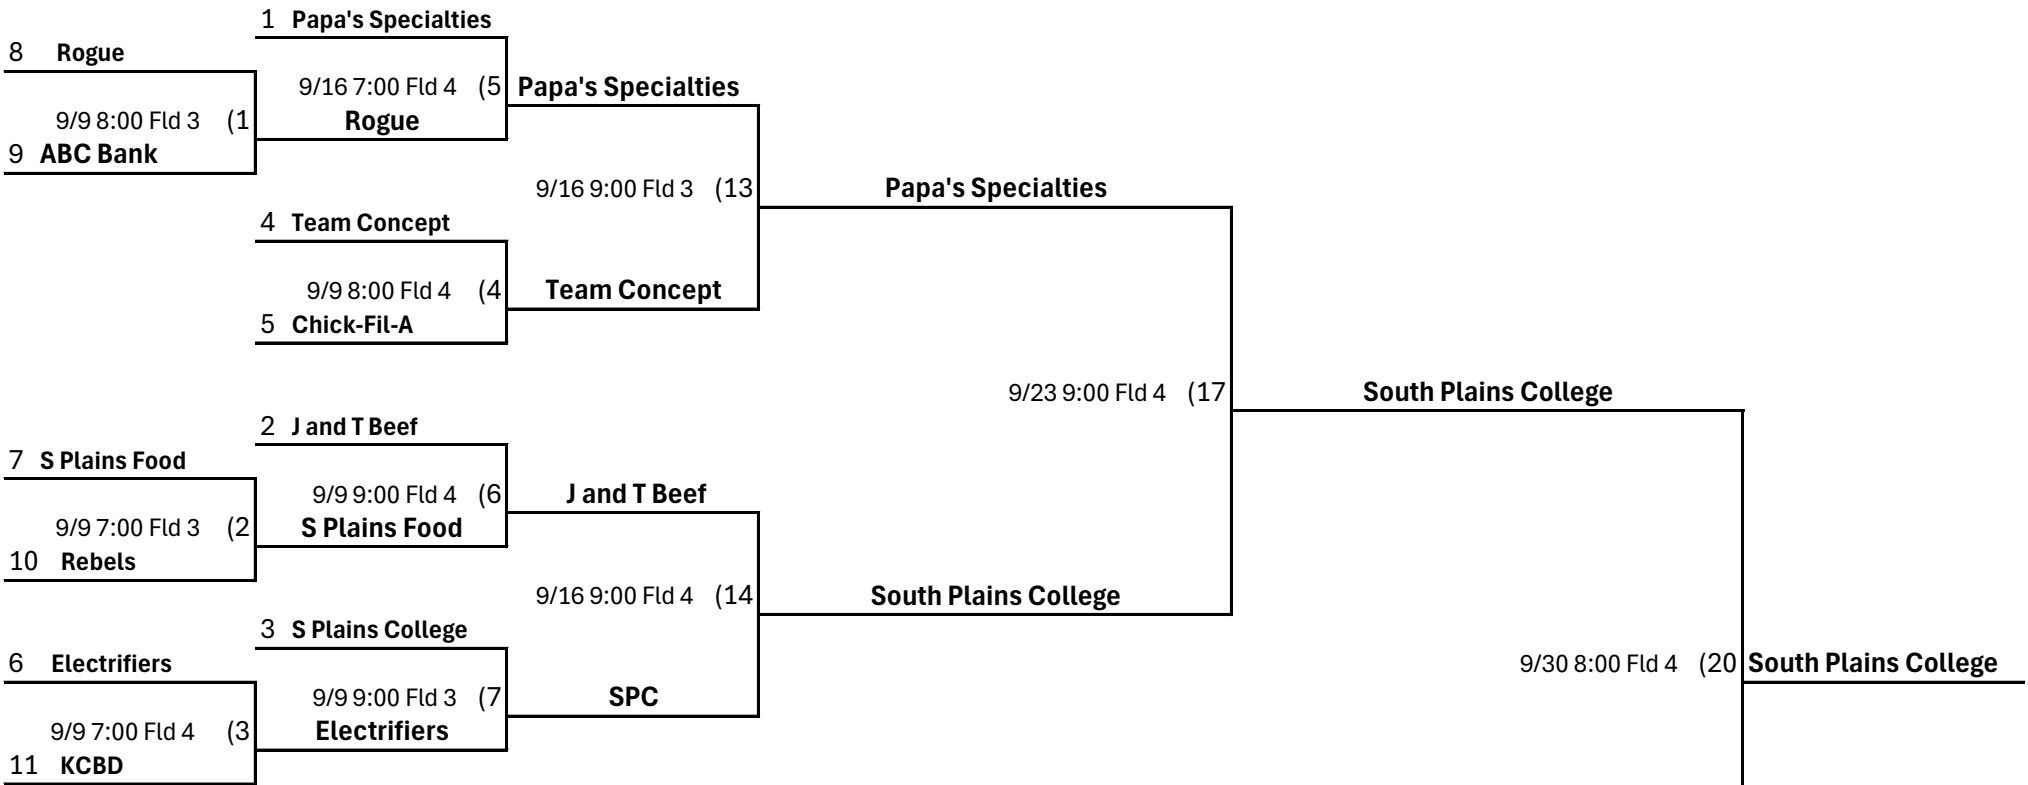 1 Papa's Specialties
8 Rogue
9/16 7:00 Fld 4 (5 Papa's Specialties
9/9 8:00 Fld 3 (1 Rogue
9 ABC Bank
9/16 9:00 Fld 3 (13 Papa's Specialties
4 Team Concept
9/9 8:00 Fld 4 (4 Team Concept
5 Chick-Fil-A
9/23 9:00 Fld 4 (17 South Plains College
2 J and T Beef
7 S Plains Food
9/9 9:00 Fld 4 (6 J and T Beef
9/9 7:00 Fld 3 (2 S Plains Food
10 Rebels
9/16 9:00 Fld 4 (14 South Plains College
3 S Plains College
6 Electrifiers
9/30 8:00 Fld 4 (20 South Plains College
9/9 9:00 Fld 3 (7 SPC
9/9 7:00 Fld 4 (3 Electrifiers
11 KCBD